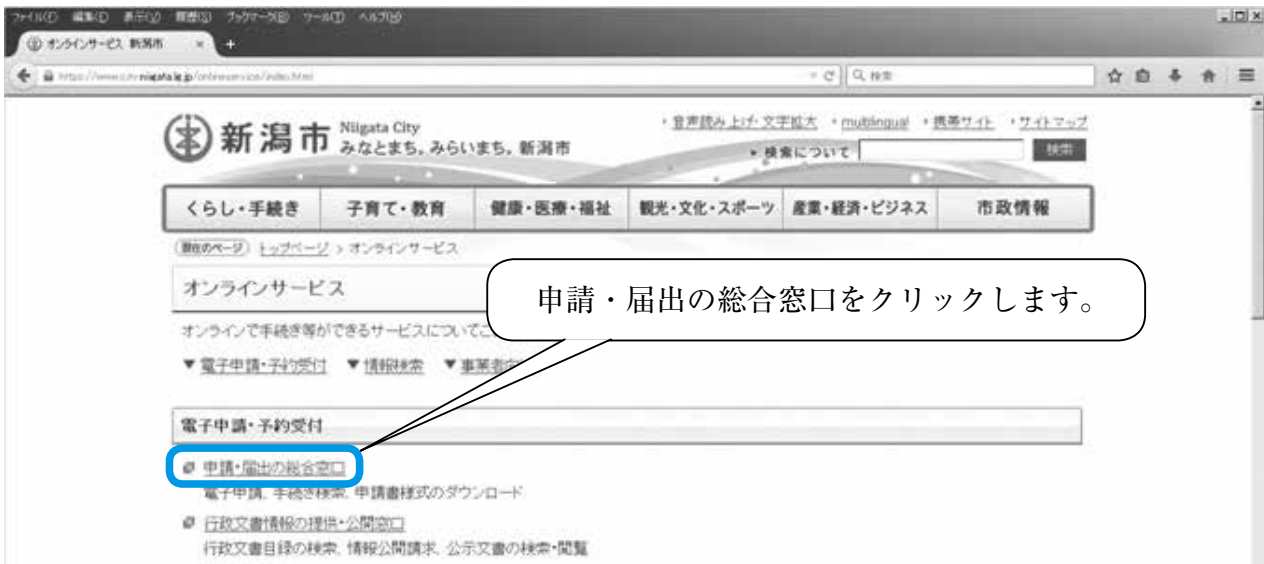 ファイル(F) 編集(E) 表示(V) 履歴(S) ブックマーク(B) ツール(T) ヘルプ(H)
オンラインサービス 新潟市
検索
新潟市 Niigata City
みなとまち。みらいまち。新潟市
・音声読み上げ・文字拡大 ・multilingual ・携帯サイト ・サイトマップ
検索について 検索
くらし・手続き 子育て・教育 健康・医療・福祉 観光・文化・スポーツ 産業・経済・ビジネス 市政情報
現在のページ トップページ > オンラインサービス
オンラインサービス
申請・届出の総合窓口をクリックします。
オンラインで手続き等ができるサービスについて
▼電子申請・予約受付 ▼情報検索 ▼事業者
電子申請・予約受付
申請・届出の総合窓口
電子申請、手続き検索、申請書様式のダウンロード
行政文書情報の提供・公開窓口
行政文書目録の検索、情報公開請求、公示文書の検索・閲覧